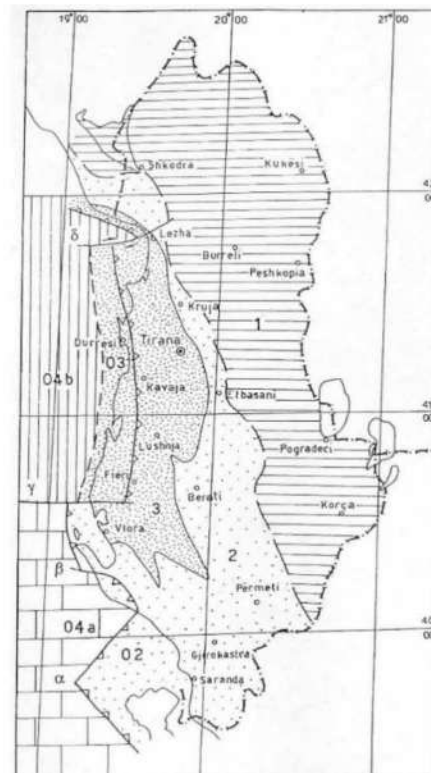 19°00
20°00
21°00
Shkodra
Kukesi
δ
Lezha
Burreli
Peshkopia
Kruja
1
Durresi
Tirana
03
04b
Kavaja
Elbasani
Lushnja
Pogradeci
Fieri
Berati
γ
3
Korça
Vlora
2
β
Permeti
04a
02
Gjirokastra
α
Saranda